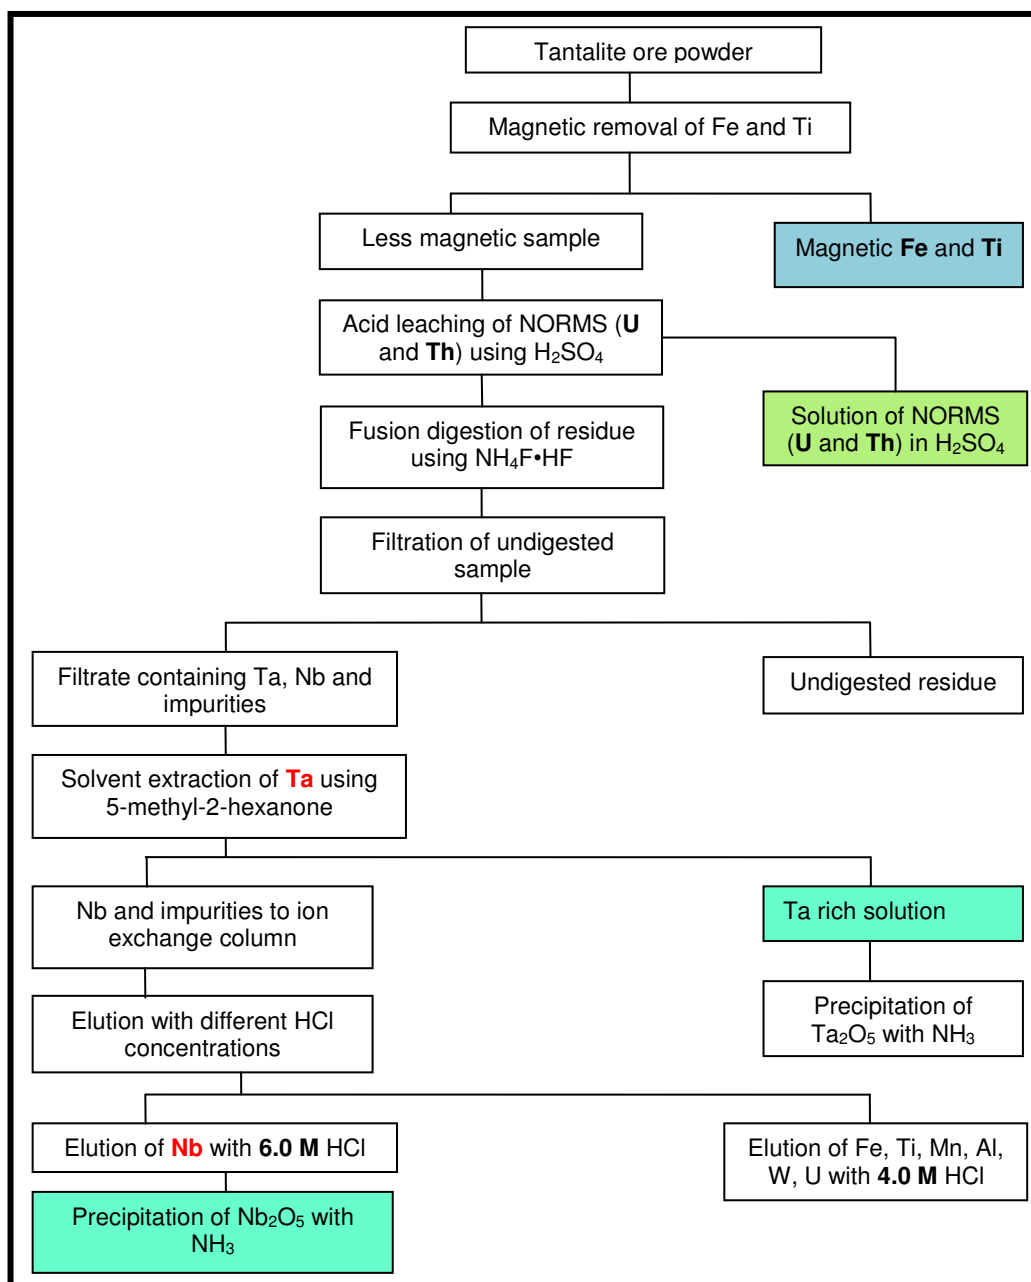 Tantalite ore powder
Magnetic removal of Fe and Ti
Less magnetic sample
Magnetic Fe and Ti
Acid leaching of NORMS (U
and Th) using H₂SO₄
Solution of NORMS
(U and Th) in H₂SO₄
Fusion digestion of residue
using NH₄F•HF
Filtration of undigested
sample
Filtrate containing Ta, Nb and
impurities
Undigested residue
Solvent extraction of Ta using
5-methyl-2-hexanone
Nb and impurities to ion
exchange column
Ta rich solution
Elution with different HCl
concentrations
Precipitation of
Ta₂O₅ with NH₃
Elution of Nb with 6.0 M HCl
Elution of Fe, Ti, Mn, Al,
W, U with 4.0 M HCl
Precipitation of Nb₂O₅ with
NH₃